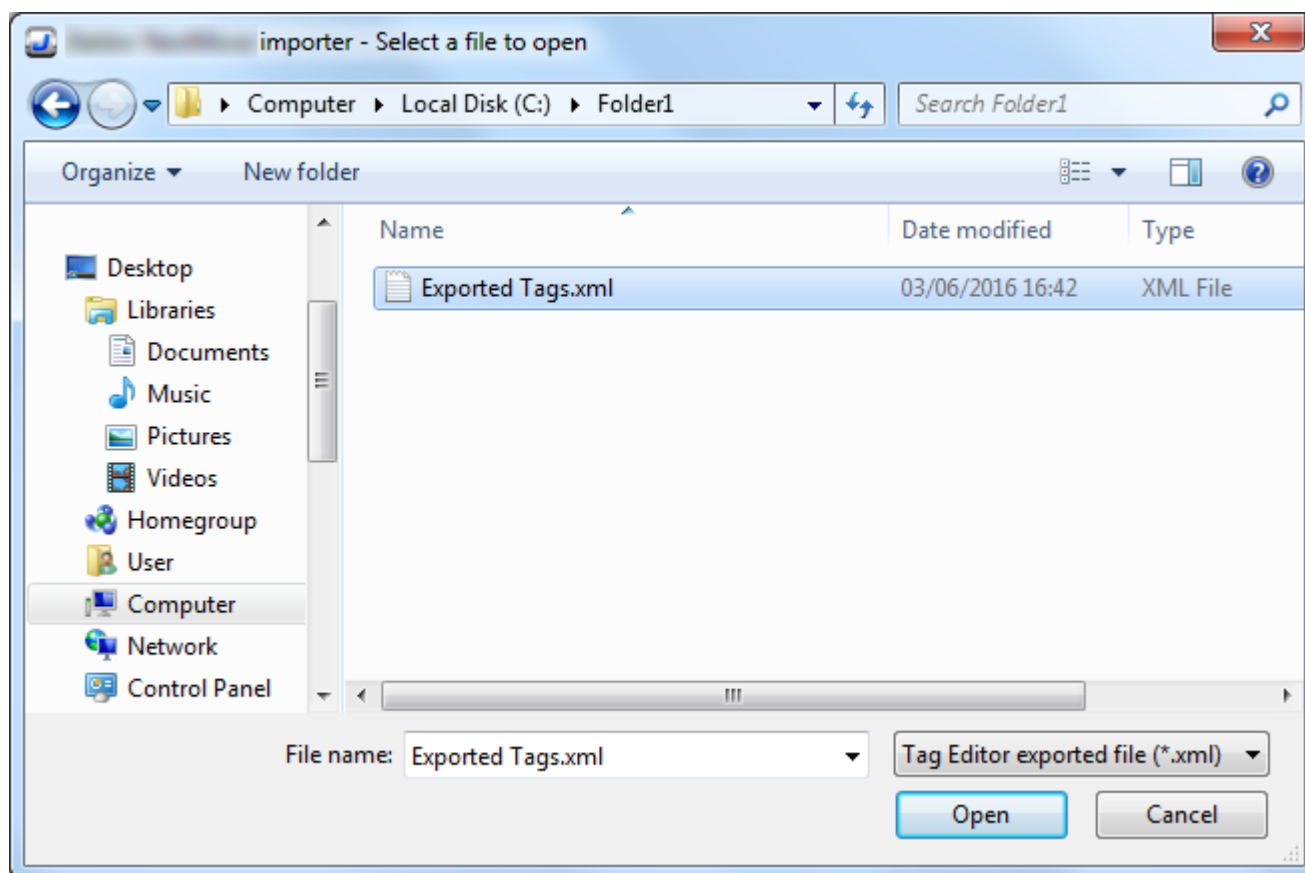 importer - Select a file to open
Computer Local Disk (C:) Folder1 Search Folder1
Organize New folder
Name Date modified Type
Exported Tags.xml 03/06/2016 16:42 XML File
Desktop
Libraries
Documents
Music
Pictures
Videos
Homegroup
User
Computer
Network
Control Panel
File name: Exported Tags.xml Tag Editor exported file (*.xml)
Open Cancel